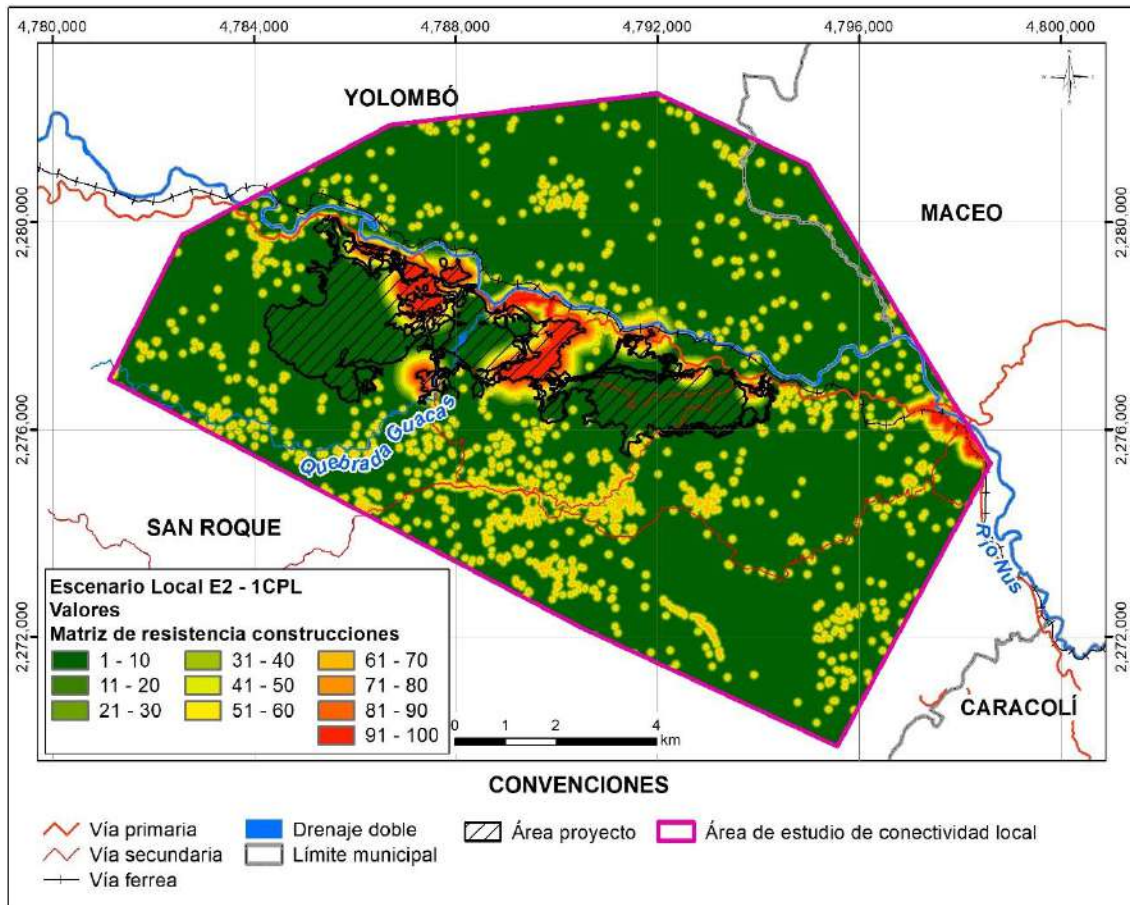 4,780,000 4,784,000 4,788,000 4,792,000 4,796,000 4,800,000
YOLOMBÓ
MACEO
2,280,000 2,280,000
2,276,000 2,276,000
Quebrada Guacas
SAN ROQUE
Río Nus
2,272,000 2,272,000
CARACOLÍ
Escenario Local E2 - 1CPL
Valores
Matriz de resistencia construcciones
1 - 10 31 - 40 61 - 70
11 - 20 41 - 50 71 - 80
21 - 30 51 - 60 81 - 90
91 - 100
0 1 2 4
km
CONVENCIONES
Vía primaria Drenaje doble Área proyecto Área de estudio de conectividad local
Vía secundaria Límite municipal
Vía ferrea